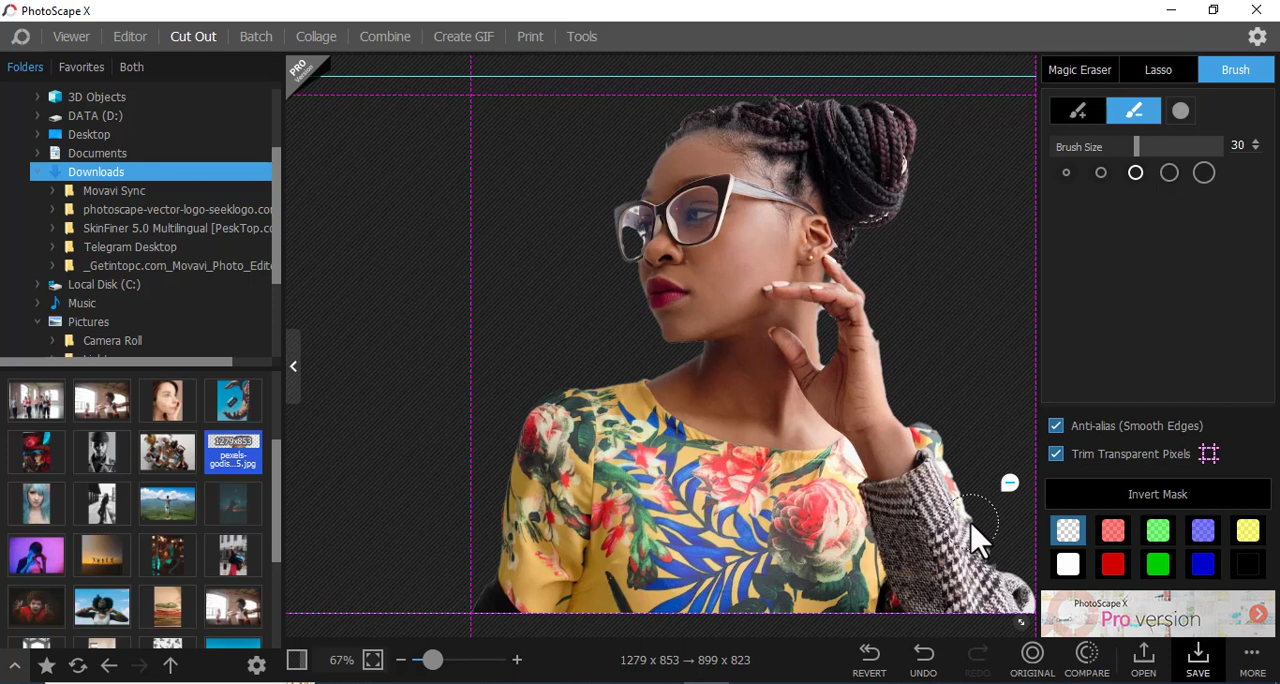 PhotoScape X
Viewer Editor Cut Out Batch Collage Combine Create GIF Print Tools
Folders Favorites Both
3D Objects
DATA (D:)
Desktop
Documents
Downloads
Movavi Sync
photoscape-vector-logo-seeklogo.co
SkinFiner 5.0 Multilingual [PeskTop.c
Telegram Desktop
_Getintopc.com_Movavi_Photo_Edit
Local Disk (C:)
Music
Pictures
Camera Roll
1279x853
pexels-
godis...5.jpg
PRO
Version
Magic Eraser Lasso Brush
Brush Size 30
Anti-alias (Smooth Edges)
Trim Transparent Pixels
Invert Mask
PhotoScape X
Pro version
67%
1279 x 853 → 899 x 823
REVERT UNDO REDO ORIGINAL COMPARE OPEN SAVE MORE